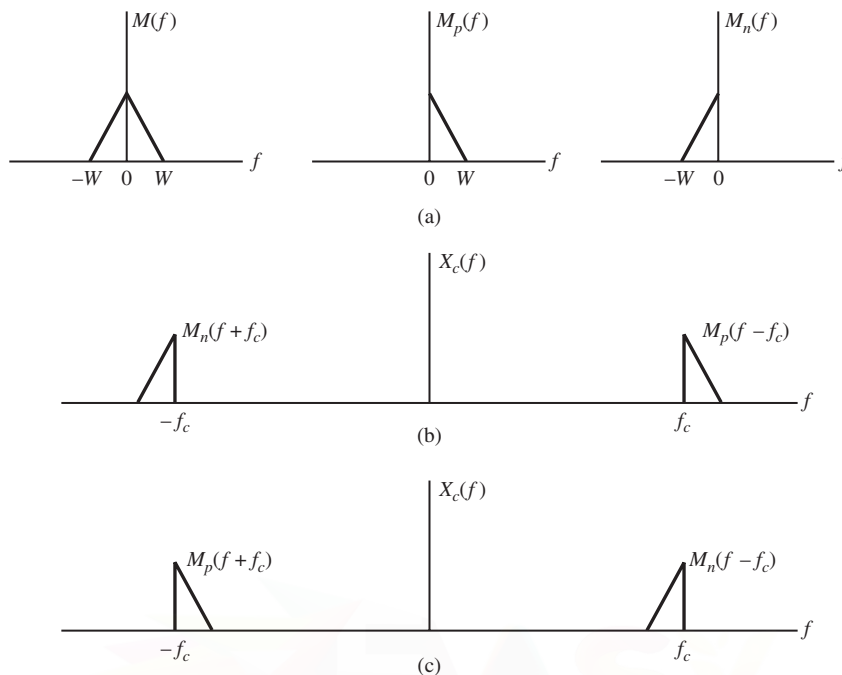 M(f)
M_p(f)
M_n(f)
f
f
–W 0 W
0 W
–W 0
(a)
X_c(f)
M_n(f + f_c)
M_p(f – f_c)
f
–f_c
f_c
(b)
X_c(f)
M_p(f + f_c)
M_n(f – f_c)
f
–f_c
f_c
(c)